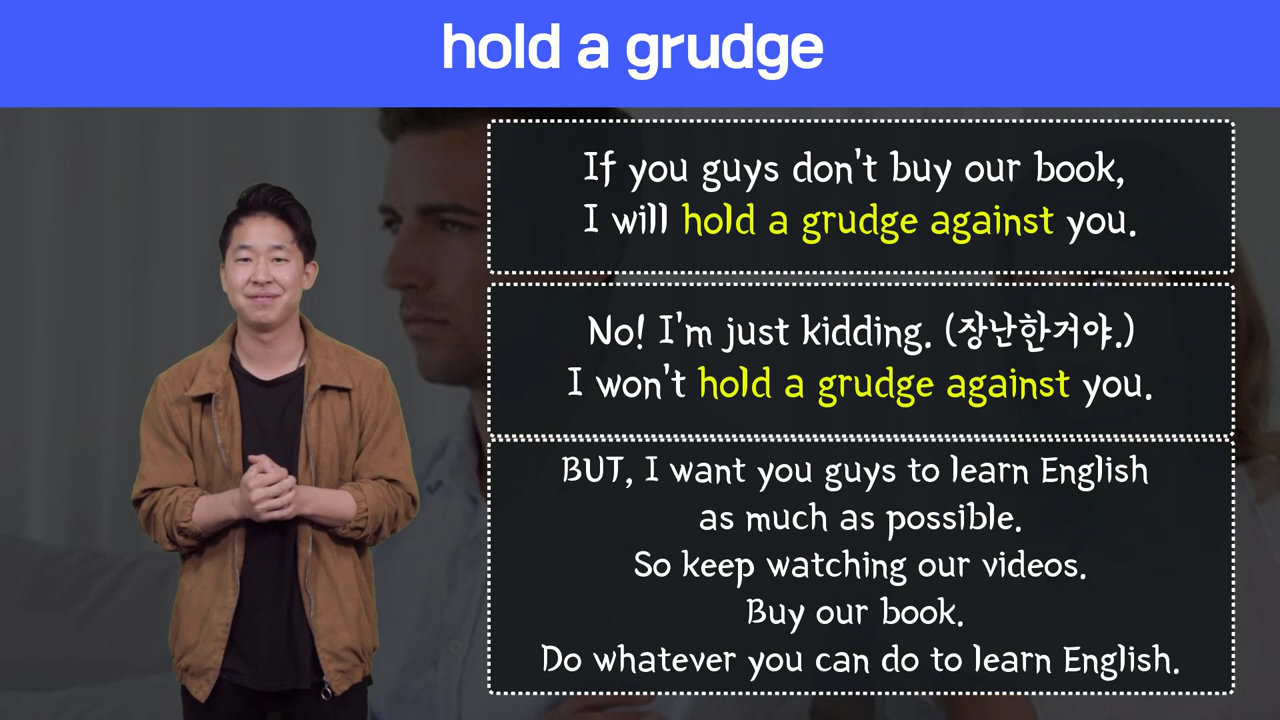 hold a grudge
If you guys don't buy our book,
I will hold a grudge against you.
No! I'm just kidding. (장난한거야.)
I won't hold a grudge against you.
BUT, I want you guys to learn English
as much as possible.
So keep watching our videos.
Buy our book.
Do whatever you can do to learn English.